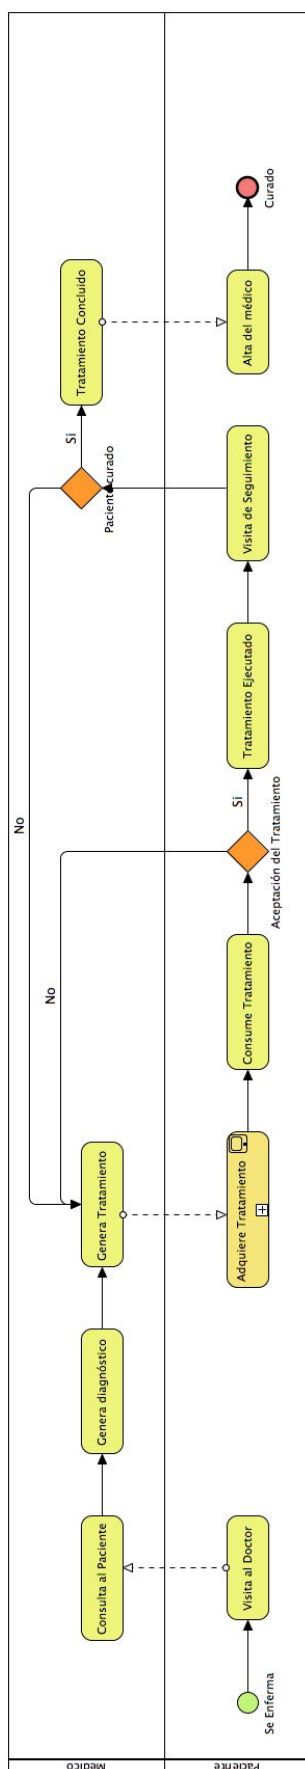 Medico
Consulta al Paciente
Genera diagnóstico
Genera Tratamiento
No
No
Paciente curado
Si
Tratamiento Concluido
Paciente
Se Enferma
Visita al Doctor
Adquiere Tratamiento
Consume Tratamiento
Aceptación del Tratamiento
Si
Tratamiento Ejecutado
Visita de Seguimiento
Alta del médico
Curado